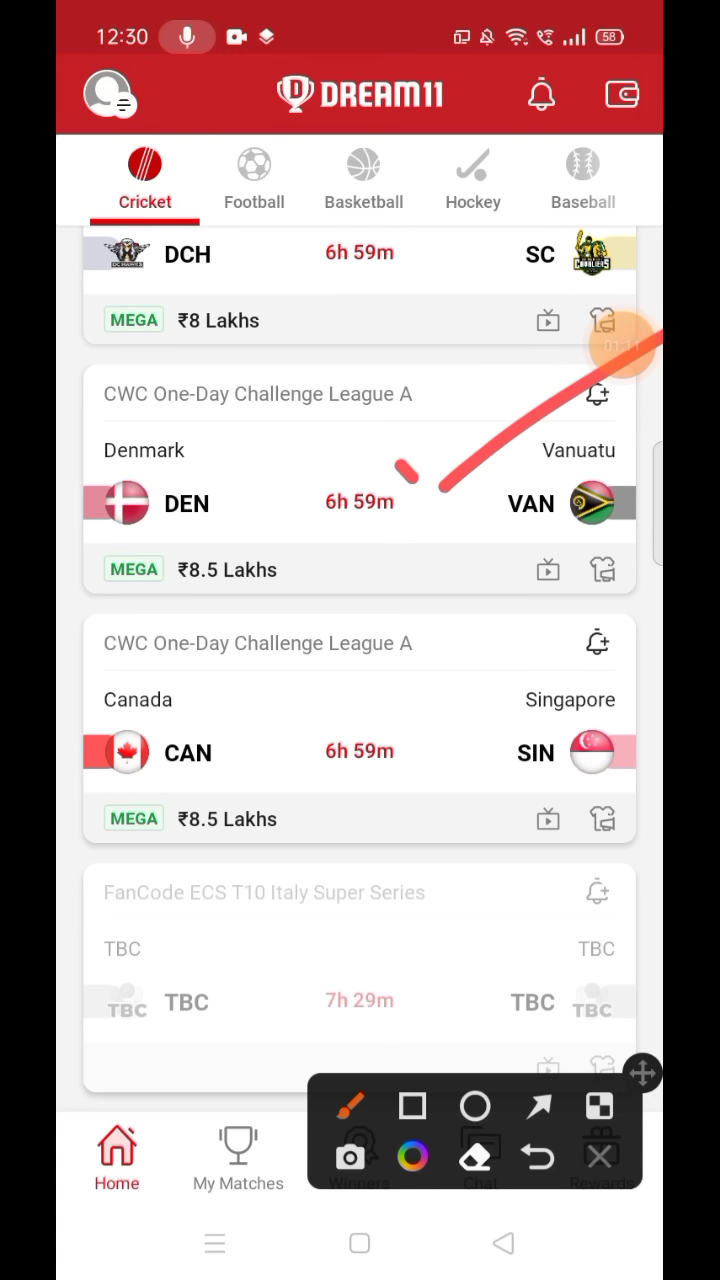 12:30
58
DREAM11
Cricket
Football
Basketball
Hockey
Baseball
DCH
6h 59m
SC
MEGA
₹8 Lakhs
01:11
CWC One-Day Challenge League A
Denmark
Vanuatu
DEN
6h 59m
VAN
MEGA
₹8.5 Lakhs
CWC One-Day Challenge League A
Canada
Singapore
CAN
6h 59m
SIN
MEGA
₹8.5 Lakhs
FanCode ECS T10 Italy Super Series
TBC
TBC
TBC
TBC
7h 29m
TBC
TBC
Home
My Matches
Winners
Chat
Rewards